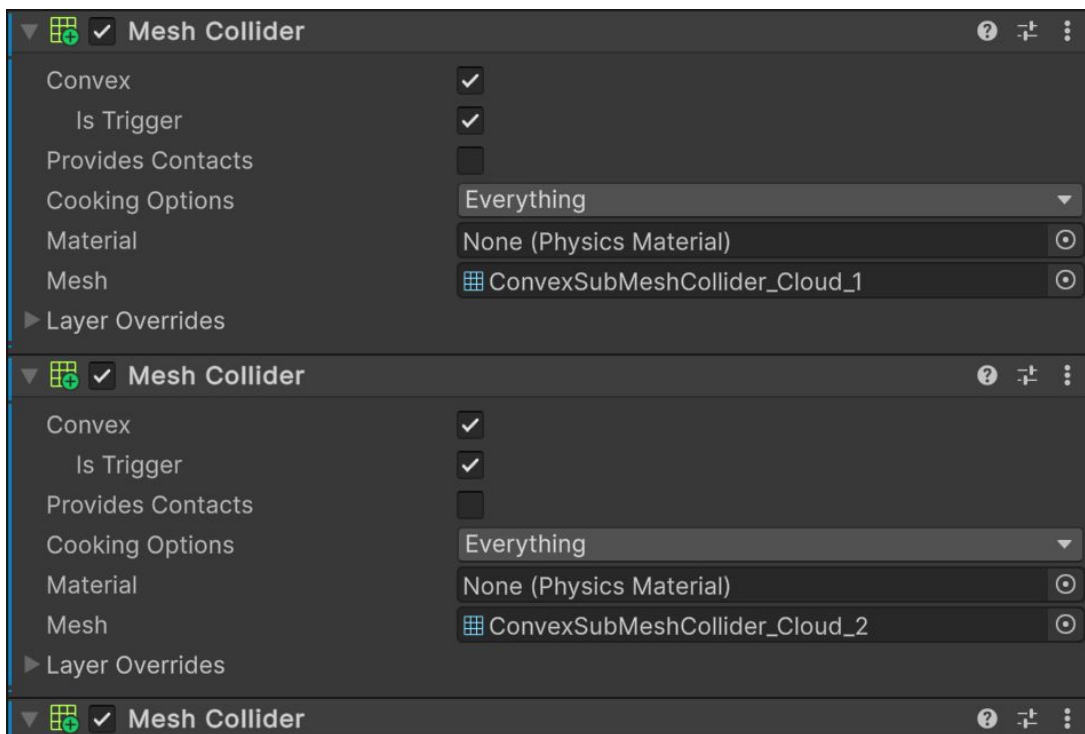 Mesh Collider
Convex
Is Trigger
Provides Contacts
Cooking Options Everything
Material None (Physics Material)
Mesh ConvexSubMeshCollider_Cloud_1
Layer Overrides
Mesh Collider
Convex
Is Trigger
Provides Contacts
Cooking Options Everything
Material None (Physics Material)
Mesh ConvexSubMeshCollider_Cloud_2
Layer Overrides
Mesh Collider